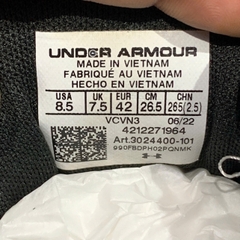 UNDER ARMOUR
MADE IN VIETNAM
FABRIQUÉ AU VIETNAM
HECHO EN VIETNAM
USA UK EUR CM CHN
8.5 7.5 42 26.5 265 (2.5)
VCVN3 06/22
4212271964
Art.3024400-101
990FBDPH02PQNMK